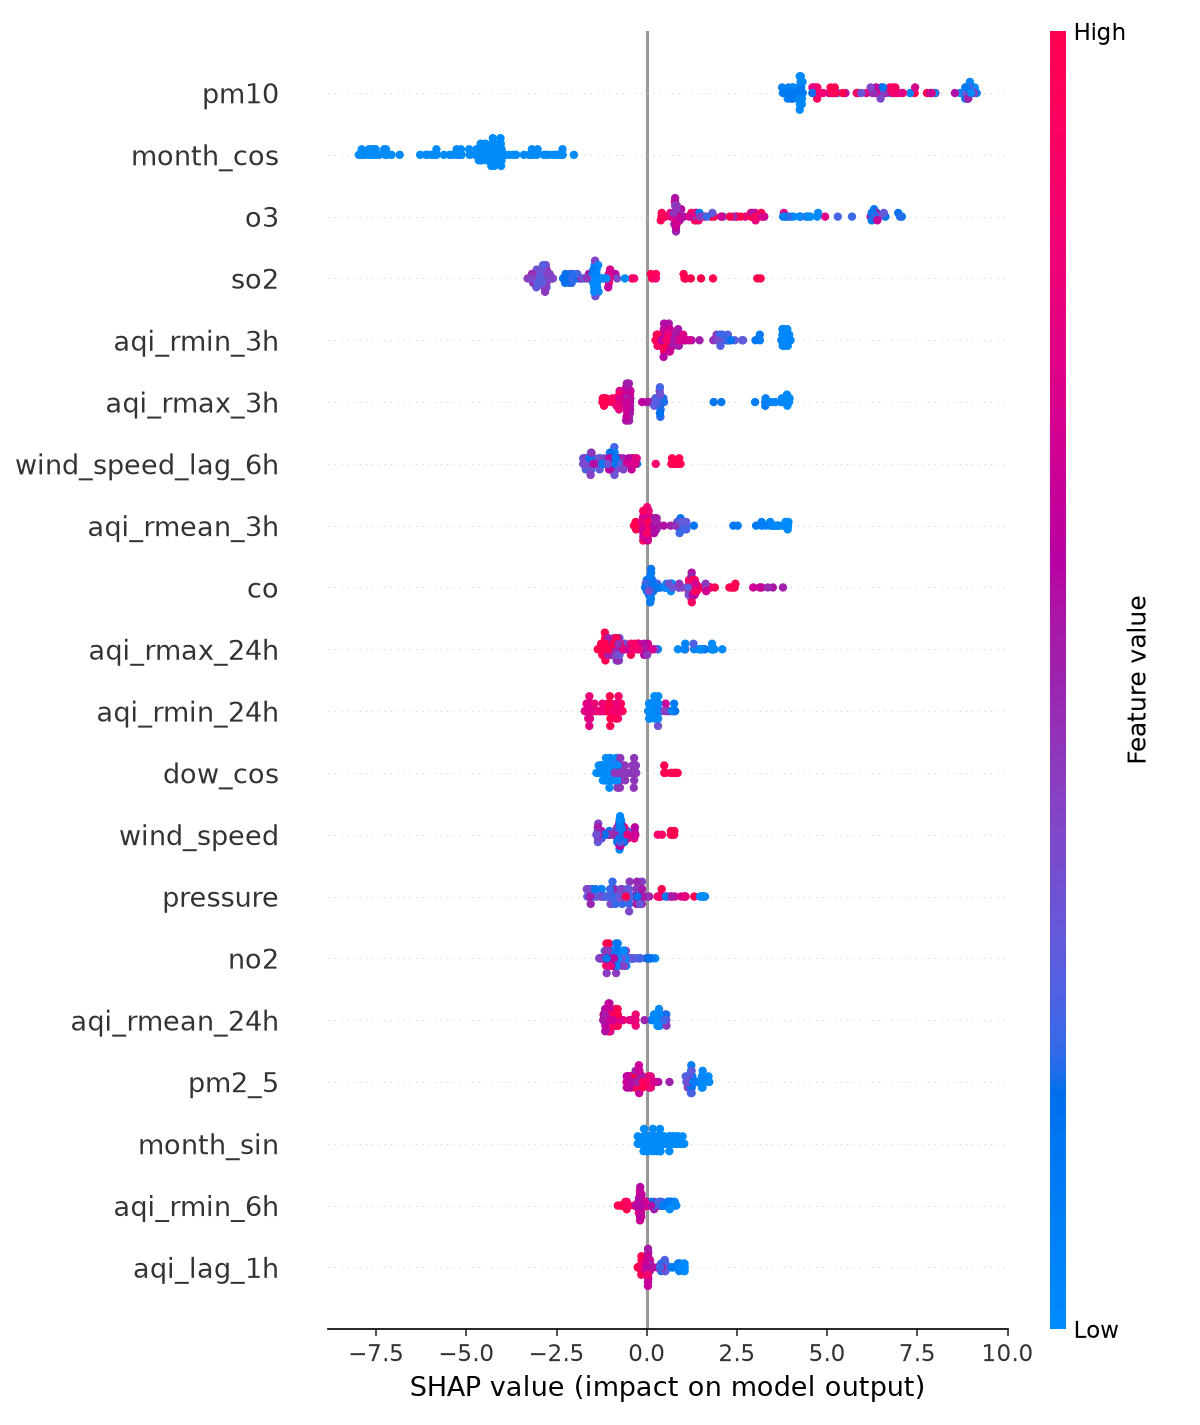 High
pm10
month_cos
o3
so2
aqi_rmin_3h
aqi_rmax_3h
wind_speed_lag_6h
aqi_rmean_3h
co
aqi_rmax_24h
aqi_rmin_24h
dow_cos
wind_speed
pressure
no2
aqi_rmean_24h
pm2_5
month_sin
aqi_rmin_6h
aqi_lag_1h
Feature value
Low
−7.5 −5.0 −2.5 0.0 2.5 5.0 7.5 10.0
SHAP value (impact on model output)